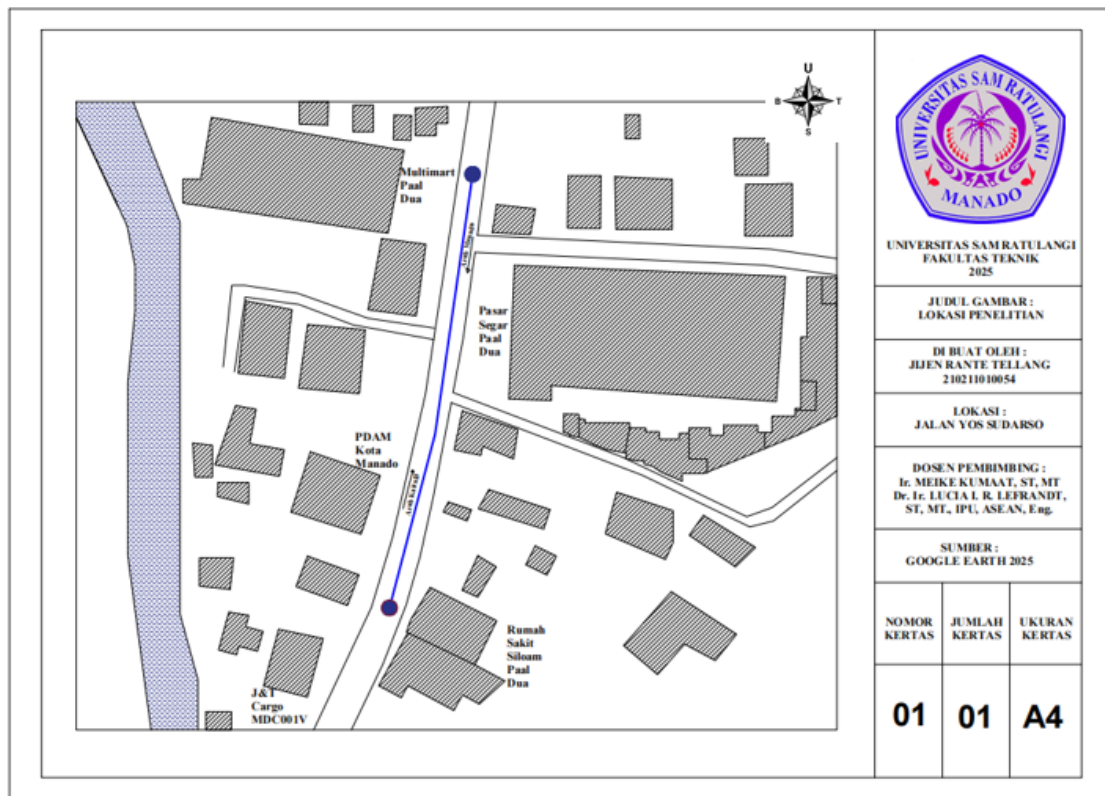 U
B
T
S
Multimart
Paal
Dua
Pasar
Segar
Paal
Dua
PDAM
Kota
Manado
Rumah
Sakit
Siloam
Paal
Dua
J&T
Cargo
MDC001V
UNIVERSITAS SAM RATULANGI
MANADO
UNIVERSITAS SAM RATULANGI
FAKULTAS TEKNIK
2025
JUDUL GAMBAR :
LOKASI PENELITIAN
DI BUAT OLEH :
JIJEN RANTE TELLANG
210211010054
LOKASI :
JALAN YOS SUDARSO
DOSEN PEMBIMBING :
Ir. MEIKE KUMAAT, ST, MT
Dr. Ir. LUCIA I. R. LEFRANDT,
ST, MT., IPU, ASEAN, Eng.
SUMBER :
GOOGLE EARTH 2025
NOMOR
KERTAS
JUMLAH
KERTAS
UKURAN
KERTAS
01
01
A4